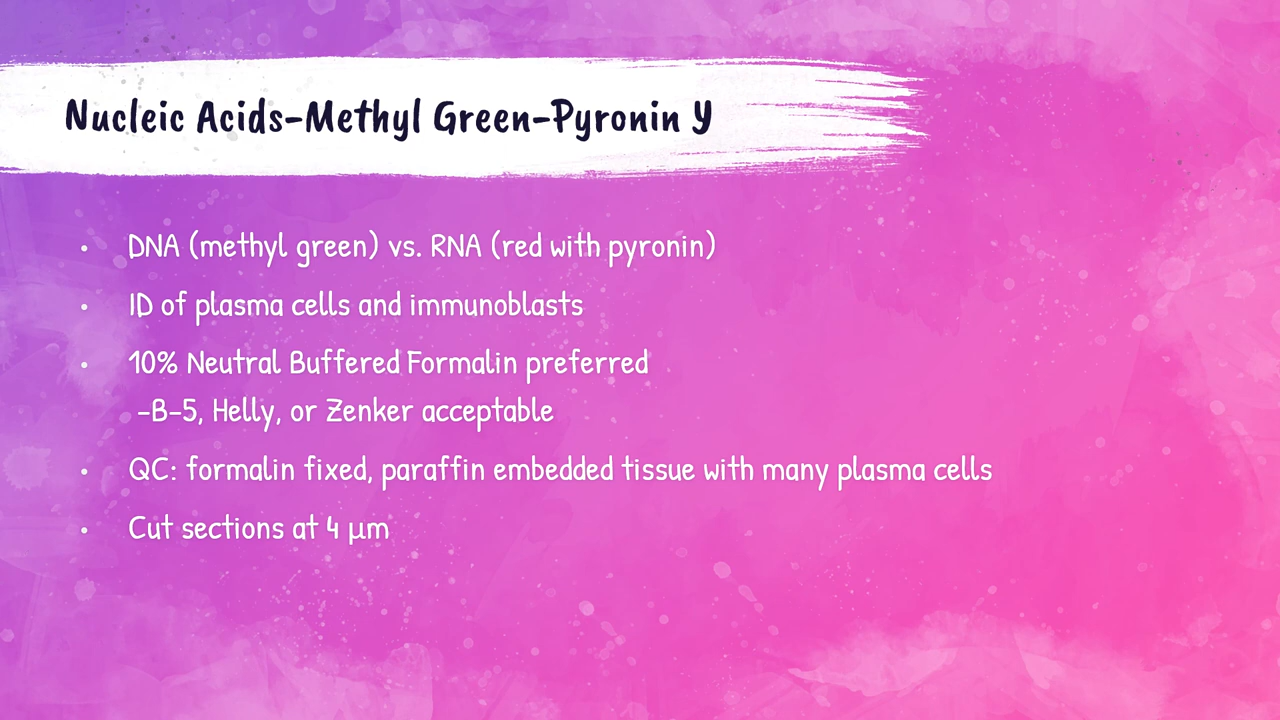 Nucleic Acids-Methyl Green-Pyronin Y
• DNA (methyl green) vs. RNA (red with pyronin)
• ID of plasma cells and immunoblasts
• 10% Neutral Buffered Formalin preferred
-B-5, Helly, or Zenker acceptable
• QC: formalin fixed, paraffin embedded tissue with many plasma cells
• Cut sections at 4 µm